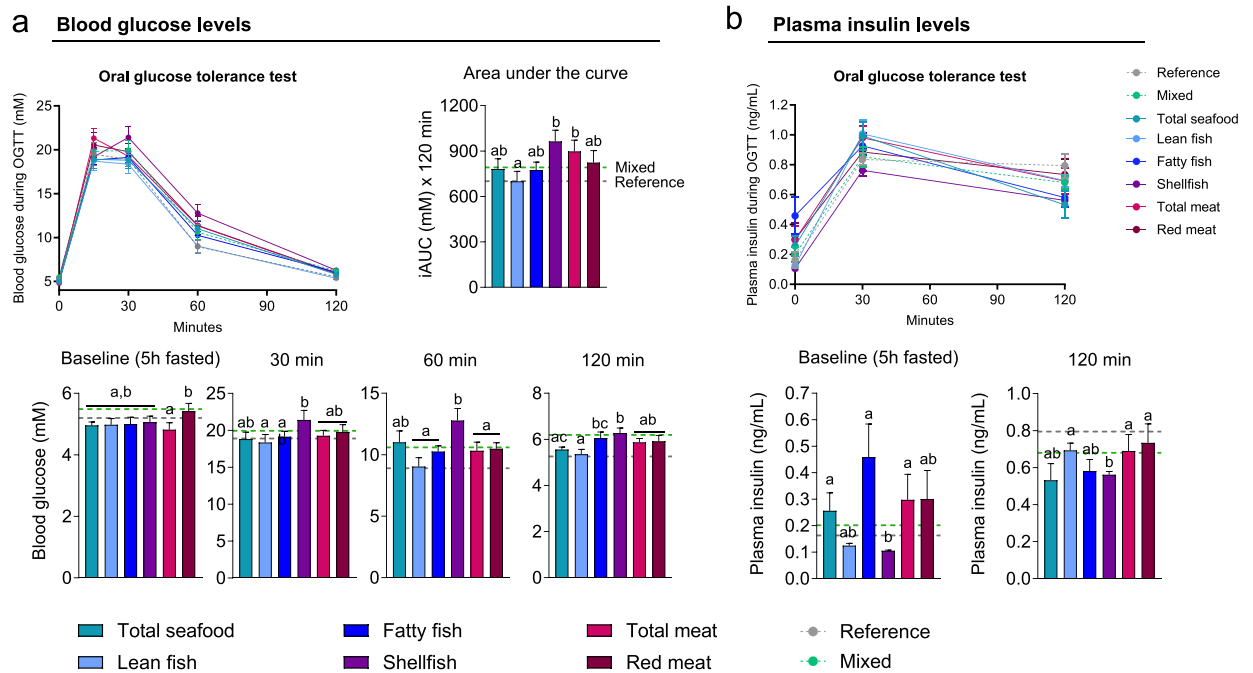 a Blood glucose levels
Oral glucose tolerance test
Blood glucose during OGTT (mM)
25
20
15
10
5
0 30 60 90 120
Minutes
Area under the curve
iAUC (mM) x 120 min
1200
900
600
300
0
ab a ab b b ab
Mixed
Reference
b Plasma insulin levels
Oral glucose tolerance test
Plasma insulin during OGTT (ng/mL)
1.2
1.0
0.8
0.6
0.4
0.2
0.0
0 30 60 90 120
Minutes
Reference
Mixed
Total seafood
Lean fish
Fatty fish
Shellfish
Total meat
Red meat
Blood glucose (mM)
Baseline (5h fasted)
6
4
2
0
a,b a b
30 min
25
20
15
10
5
0
ab a a b ab
b
60 min
15
10
5
0
ab a b a
120 min
8
6
4
2
0
ac a bc b ab
Baseline (5h fasted)
Plasma insulin (ng/mL)
0.7
0.6
0.5
0.4
0.3
0.2
0.1
0.0
a ab a b a ab
120 min
Plasma insulin (ng/mL)
1.0
0.8
0.6
0.4
0.2
0.0
ab a ab b a a
Total seafood Fatty fish Total meat Reference
Lean fish Shellfish Red meat Mixed